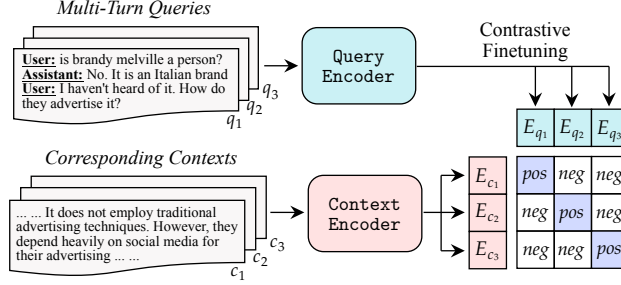 Multi-Turn Queries
User: is brandy melville a person?
Assistant: No. It is an Italian brand
User: I haven't heard of it. How do
they advertise it?
q1
q2
q3
Query
Encoder
Contrastive
Finetuning
Eq1 Eq2 Eq3
Corresponding Contexts
... ... It does not employ traditional
advertising techniques. However, they
depend heavily on social media for
their advertising ... ...
c1
c2
c3
Context
Encoder
Ec1 pos neg neg
Ec2 neg pos neg
Ec3 neg neg pos